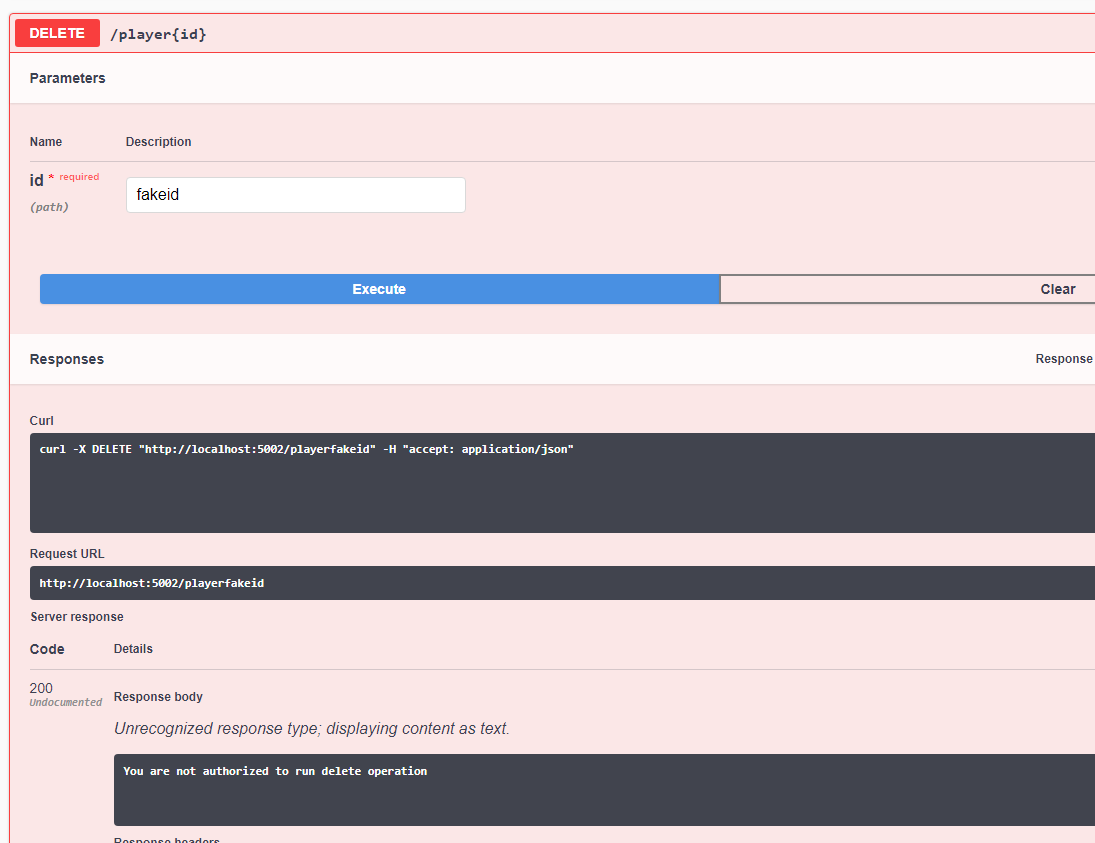 DELETE /player{id}
Parameters
Name Description
id * required
(path)
fakeid
Execute Clear
Responses Response
Curl
curl -X DELETE "http://localhost:5002/playerfakeid" -H "accept: application/json"
Request URL
http://localhost:5002/playerfakeid
Server response
Code Details
200
Undocumented
Response body
Unrecognized response type; displaying content as text.
You are not authorized to run delete operation
Response headers